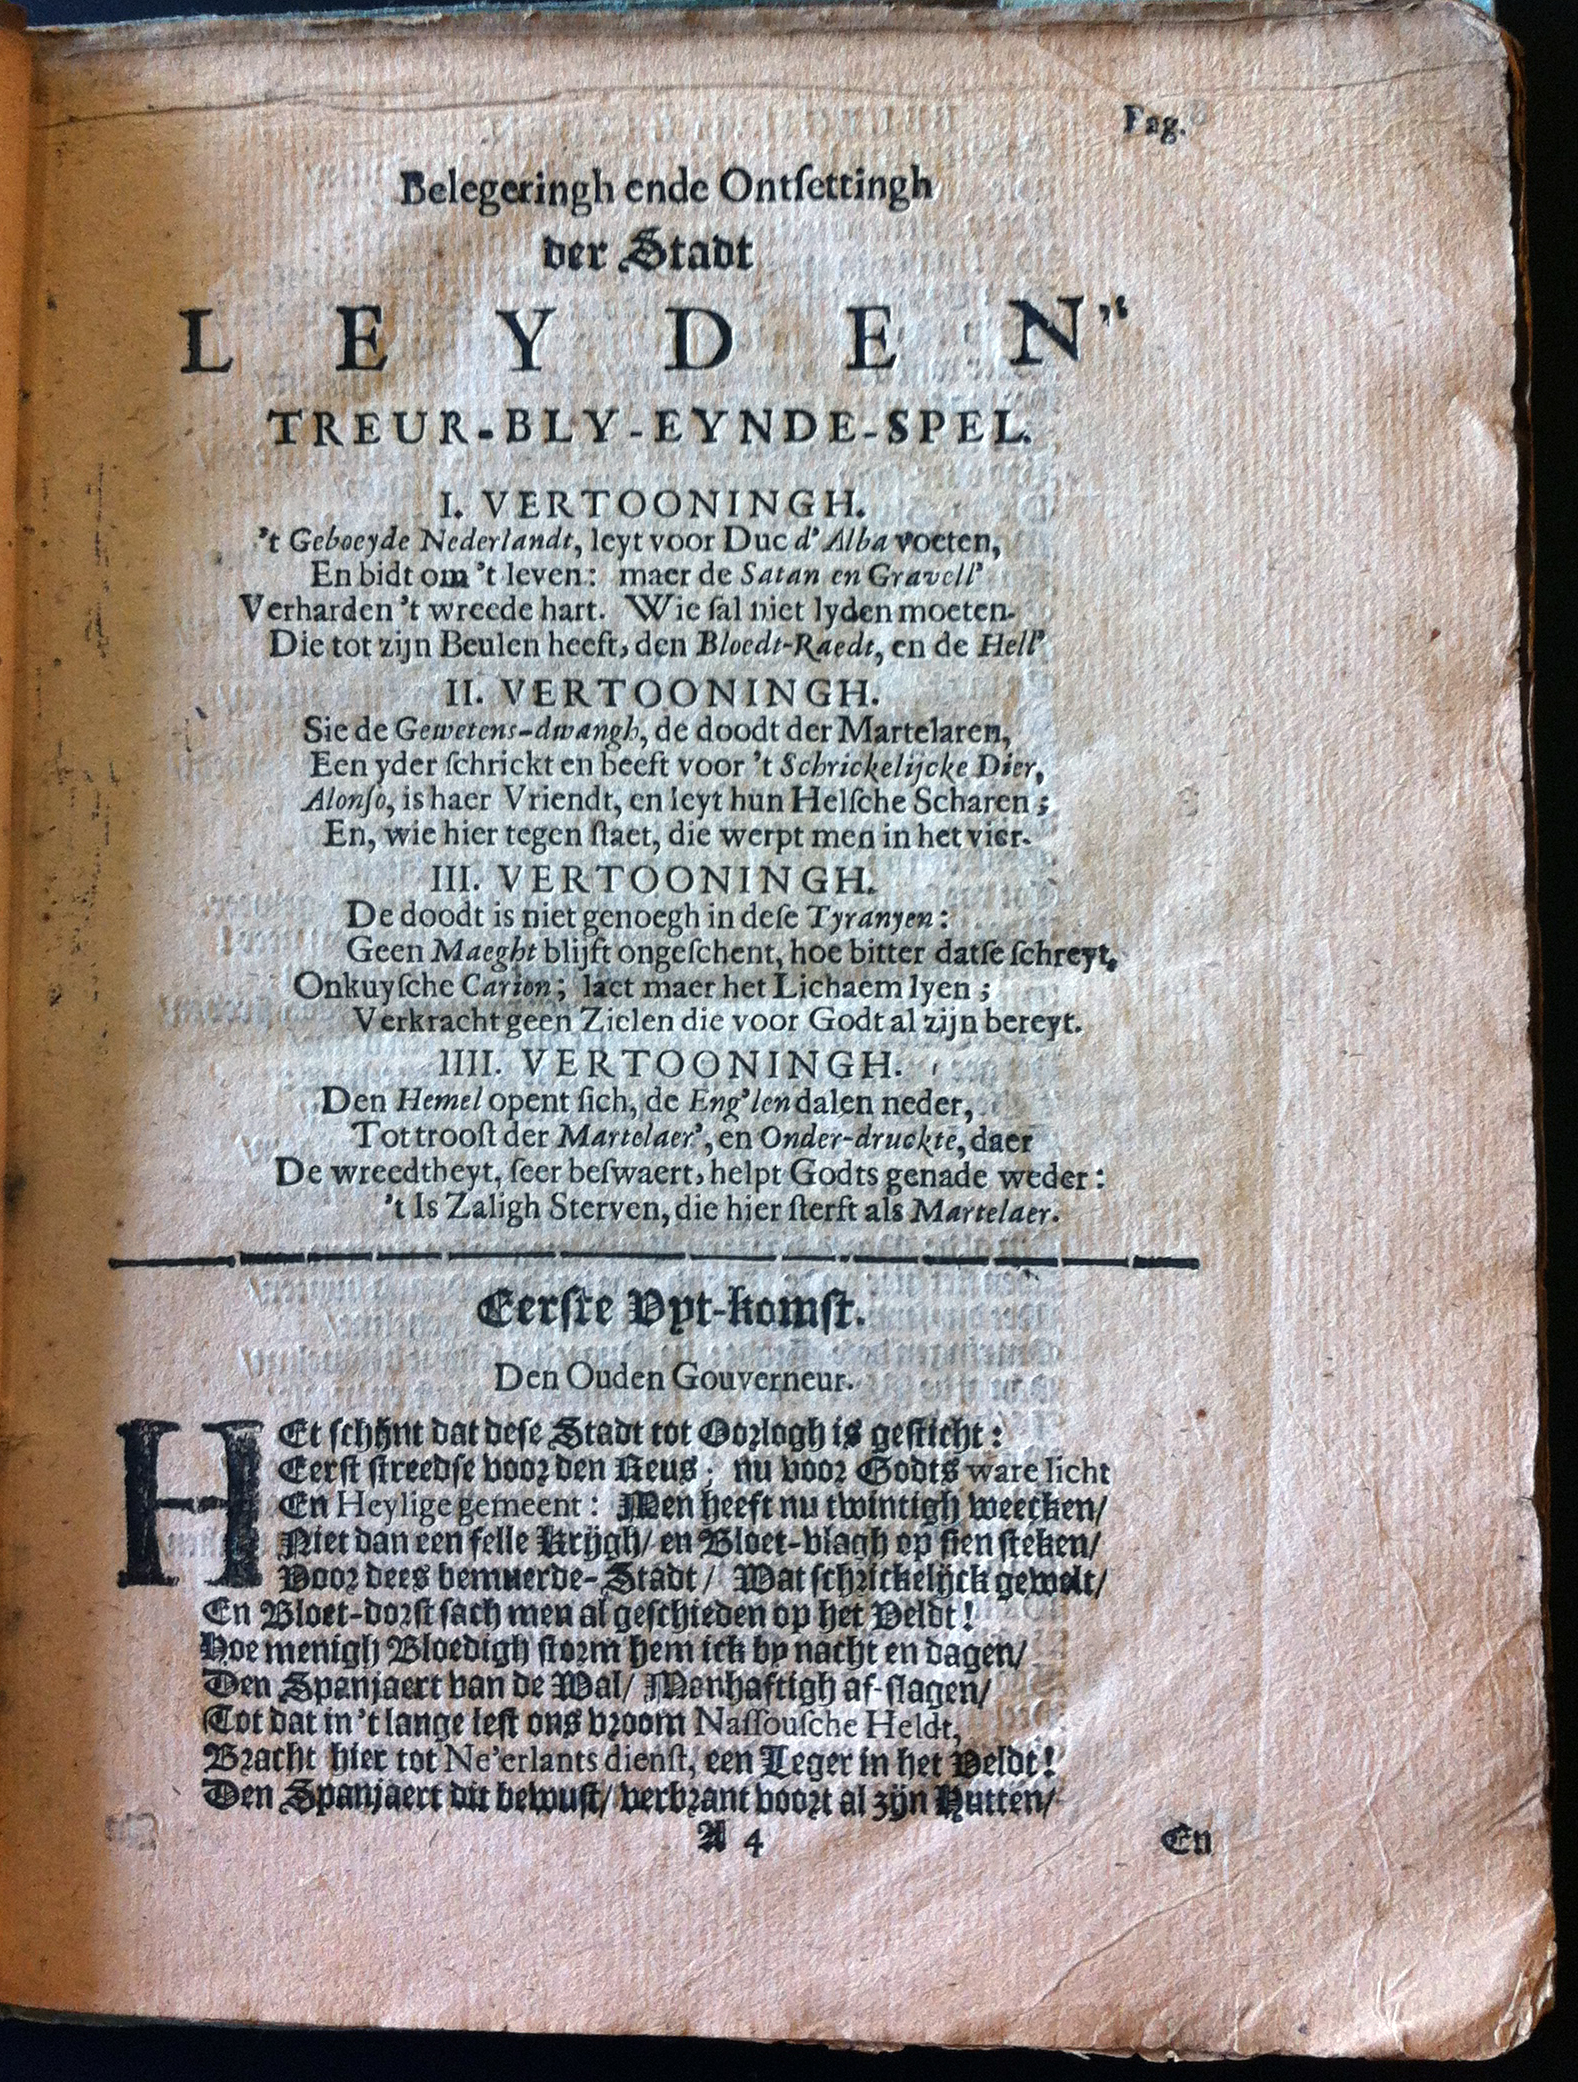 Pag.
Belegeringh ende Ontſettingh
der Stadt
LEYDEN
TREUR-BLY-EYNDE-SPEL.
I. VERTOONINGH.
't Geboeyde Nederlandt, leyt voor Duc d' Alba voeten,
En bidt om 't leven: maer de Satan en Gravell'
Verharden 't wreede hart. Wie ſal niet lyden moeten.
Die tot zijn Beulen heeft, den Bloedt-Raedt, en de Hell'
II. VERTOONINGH.
Sie de Gewetens-dwangh, de doodt der Martelaren,
Een yder ſchrickt en beeft voor 't Schrickelijcke Dier,
Alonſo, is haer Vriendt, en leyt hun Helſche Scharen;
En, wie hier tegen ſtaet, die werpt men in het vier.
III. VERTOONINGH.
De doodt is niet genoegh in deſe Tyranyen:
Geen Maeght blijft ongeſchent, hoe bitter datſe ſchreyt,
Onkuyſche Carion; laet maer het Lichaem lyen;
Verkracht geen Zielen die voor Godt al zijn bereyt.
IIII. VERTOONINGH.
Den Hemel opent ſich, de Eng'len dalen neder,
Tot trooſt der Martelaer', en Onder-druckte, daer
De wreedtheyt, ſeer beſwaert, helpt Godts genade weder:
't Is Zaligh Sterven, die hier ſterft als Martelaer.
Eerſte Uyt-komſt.
Den Ouden Gouverneur.
HEt ſchijnt dat deſe Stadt tot Oorlogh is geſticht:
Eerſt ſtreedſe voor den Reus; nu voor Godts ware licht
En Heylige gemeent: Men heeft nu twintigh weecken/
Niet dan een felle Krijgh/ en Bloet-vlagh op ſien ſteken/
Voor dees bemuerde-Stadt/ Wat ſchrickelijck gewelt/
En Bloet-dorſt ſach men al geſchieden op het Veldt!
Hoe menigh Bloedigh ſtorm hem ick by nacht en dagen/
Den Spanjaert van de Wal/ Manhaftigh af-ſlagen/
Tot dat in 't lange leſt ons vroom Naſſouſche Heldt,
Bracht hier tot Ne'erlants dienſt, een Leger in het Veldt!
Den Spanjaert dit bewuſt/ verbrant voort al zijn Hutten/
A 4
En